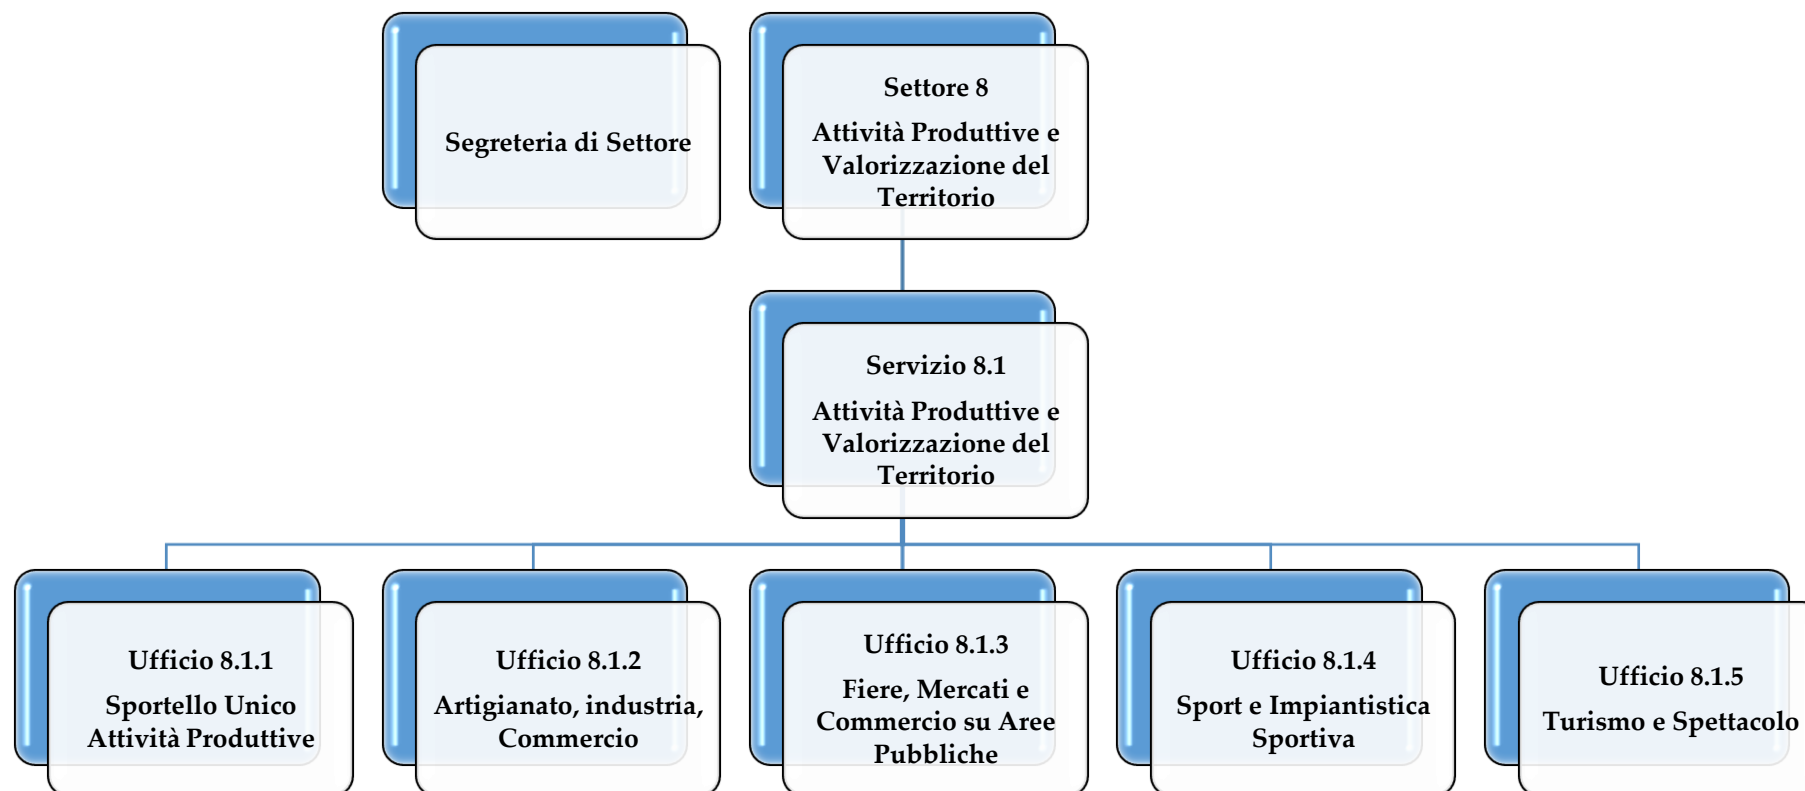 Segreteria di Settore
Settore 8
Attività Produttive e
Valorizzazione del
Territorio
Servizio 8.1
Attività Produttive e
Valorizzazione del
Territorio
Ufficio 8.1.1
Sportello Unico
Attività Produttive
Ufficio 8.1.2
Artigianato, industria,
Commercio
Ufficio 8.1.3
Fiere, Mercati e
Commercio su Aree
Pubbliche
Ufficio 8.1.4
Sport e Impiantistica
Sportiva
Ufficio 8.1.5
Turismo e Spettacolo